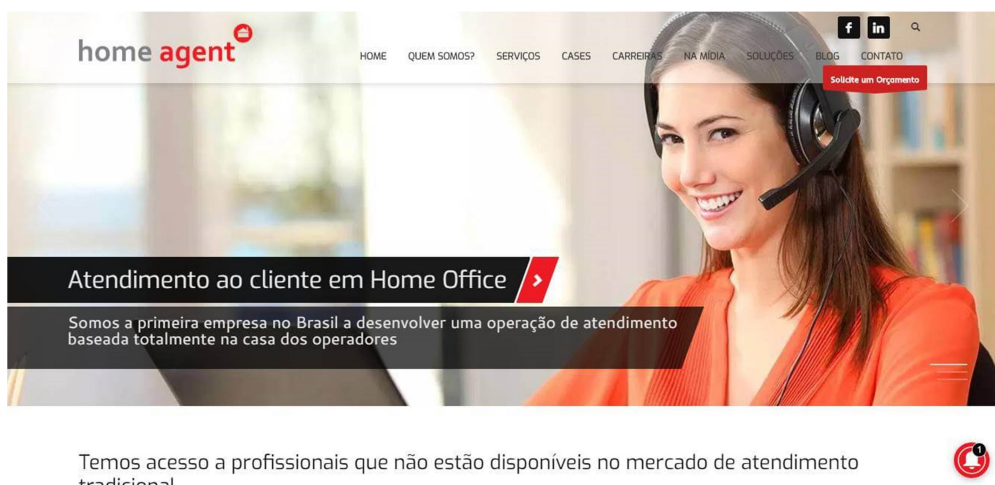 home agent
HOME QUEM SOMOS? SERVIÇOS CASES CARREIRAS NA MÍDIA SOLUÇÕES BLOG CONTATO
Solicite um Orçamento
Atendimento ao cliente em Home Office
Somos a primeira empresa no Brasil a desenvolver uma operação de atendimento
baseada totalmente na casa dos operadores
Temos acesso a profissionais que não estão disponíveis no mercado de atendimento
tradicional
1